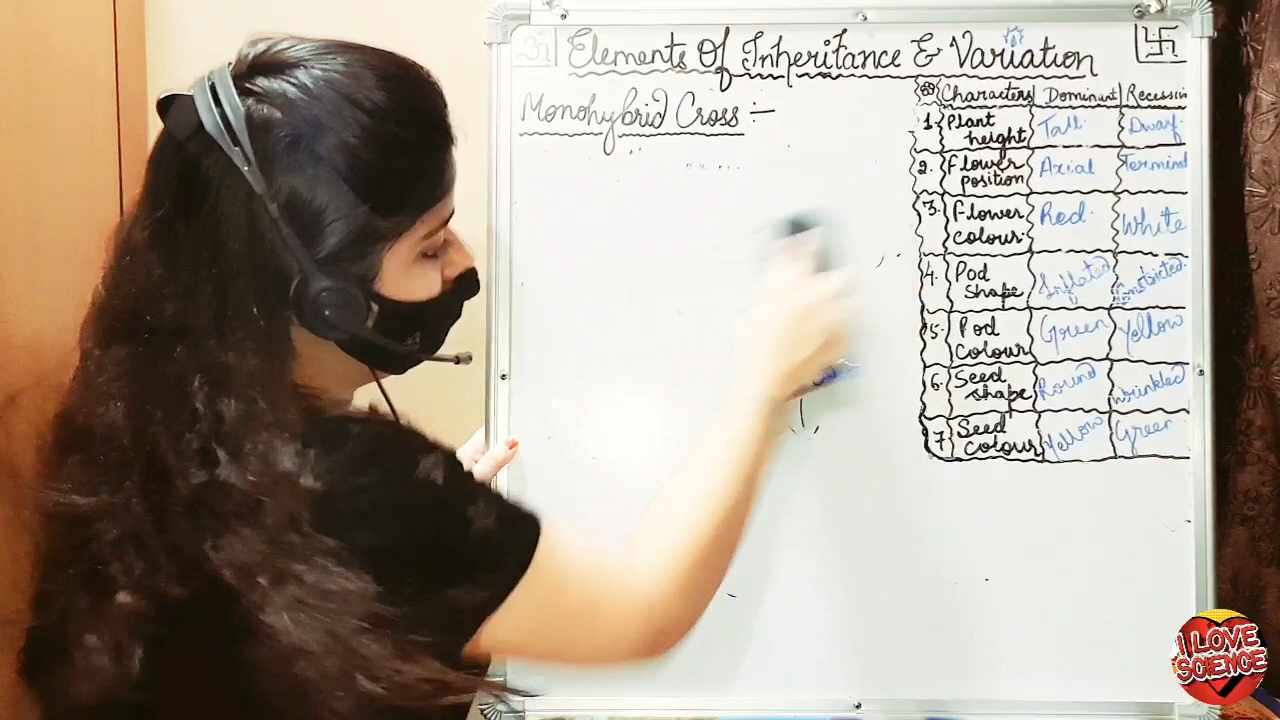 ॐ
Elements Of Inheritance & Variation
Monohybrid Cross :-
Characters Dominant Recessiv
1. Plant height Tall. Dwarf.
2. Flower position Axial Terminal
3. Flower colour. Red. White
4. Pod Shape Inflated Constricted.
5. Pod colour Green Yellow
6. Seed shape Round Wrinkled
7. Seed colour Yellow Green
I LOVE
SCIENCE